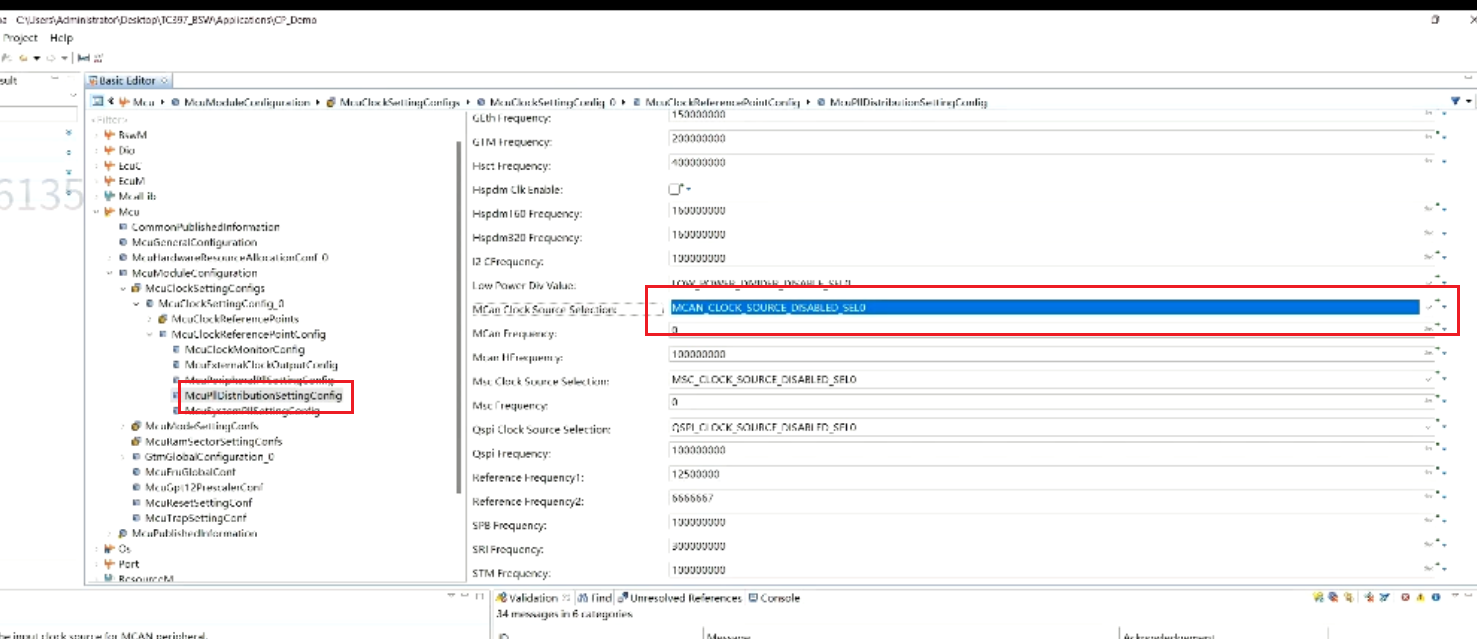 C:\Users\Administrator\Desktop\TC397_BSW\Applications\CP_Demo
Project Help
sult
Basic Editor
Mcu McuModuleConfiguration McuClockSettingConfigs McuClockSettingConfig_0 McuClockReferencePointConfig McuPllDistributionSettingConfig
<Filter>
BswM
Dio
EcuC
EcuM
McalLib
6135
Mcu
CommonPublishedInformation
McuGeneralConfiguration
McuHardwareResourceAllocationConf_0
McuModuleConfiguration
McuClockSettingConfigs
McuClockSettingConfig_0
McuClockReferencePoints
McuClockReferencePointConfig
McuClockMonitorConfig
McuExternalClockOutputConfig
McuPeripheralPllSettingConfig
McuPllDistributionSettingConfig
McuSystemPllSettingConfig
McuModeSettingConfs
McuRamSectorSettingConfs
GtmGlobalConfiguration_0
McuEruGlobalConf
McuGpt12PrescalerConf
McuResetSettingConf
McuTrapSettingConf
McuPublishedInformation
Os
Port
ResourceM
GEth Frequency: 150000000
GTM Frequency: 200000000
Hsct Frequency: 400000000
Hspdm Clk Enable:
Hspdm160 Frequency: 160000000
Hspdm320 Frequency: 160000000
I2 CFrequency: 100000000
Low Power Div Value: LOW_POWER_DIVIDER_DISABLE_SEL0
MCan Clock Source Selection: MCAN_CLOCK_SOURCE_DISABLED_SEL0
MCan Frequency: 0
Mcan HFrequency: 100000000
Msc Clock Source Selection: MSC_CLOCK_SOURCE_DISABLED_SEL0
Msc Frequency: 0
Qspi Clock Source Selection: QSPI_CLOCK_SOURCE_DISABLED_SEL0
Qspi Frequency: 100000000
Reference Frequency1: 12500000
Reference Frequency2: 6666667
SPB Frequency: 100000000
SRI Frequency: 300000000
STM Frequency: 100000000
Validation Find Unresolved References Console
34 messages in 6 categories
ID Message Acknowledgement
he input clock source for MCAN peripheral.